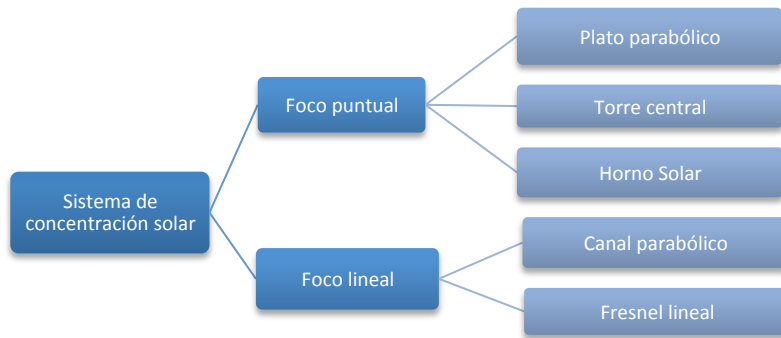 Sistema de
concentración solar
Foco puntual
Plato parabólico
Torre central
Horno Solar
Foco lineal
Canal parabólico
Fresnel lineal